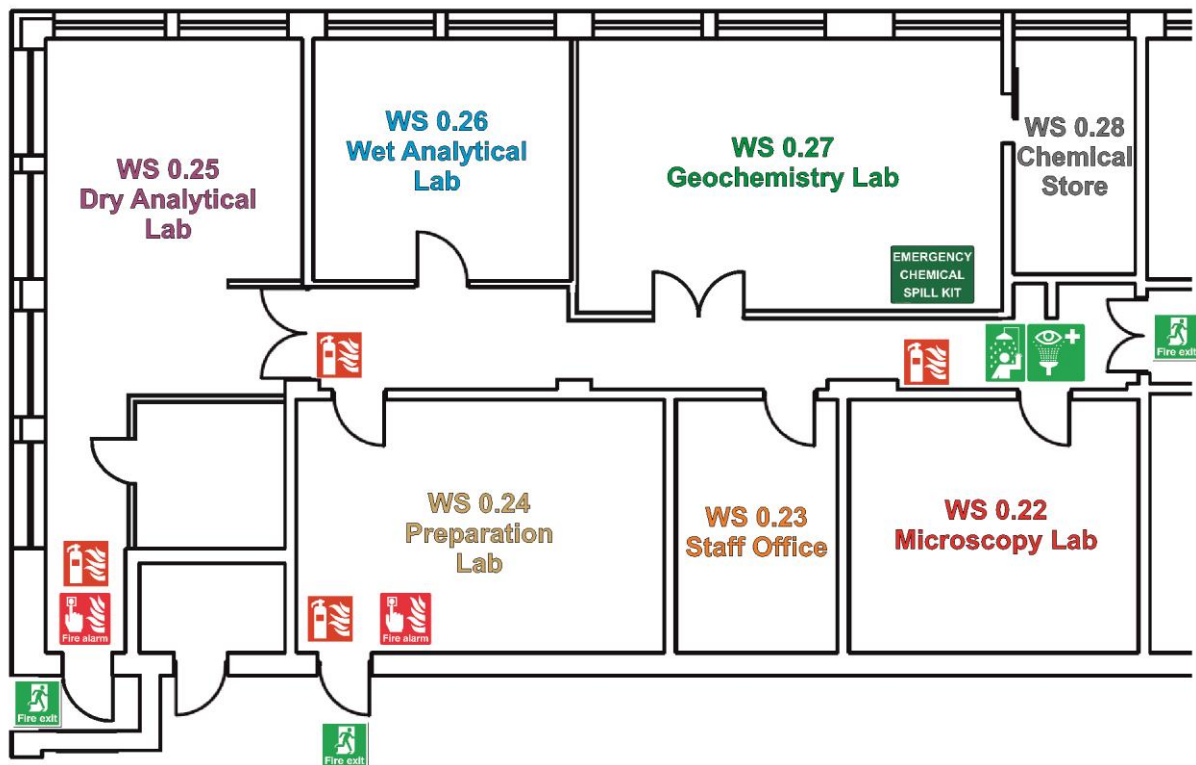 WS 0.25
Dry Analytical
Lab
WS 0.26
Wet Analytical
Lab
WS 0.27
Geochemistry Lab
WS 0.28
Chemical
Store
EMERGENCY
CHEMICAL
SPILL KIT
Fire exit
WS 0.24
Preparation
Lab
WS 0.23
Staff Office
WS 0.22
Microscopy Lab
Fire alarm
Fire alarm
Fire exit
Fire exit